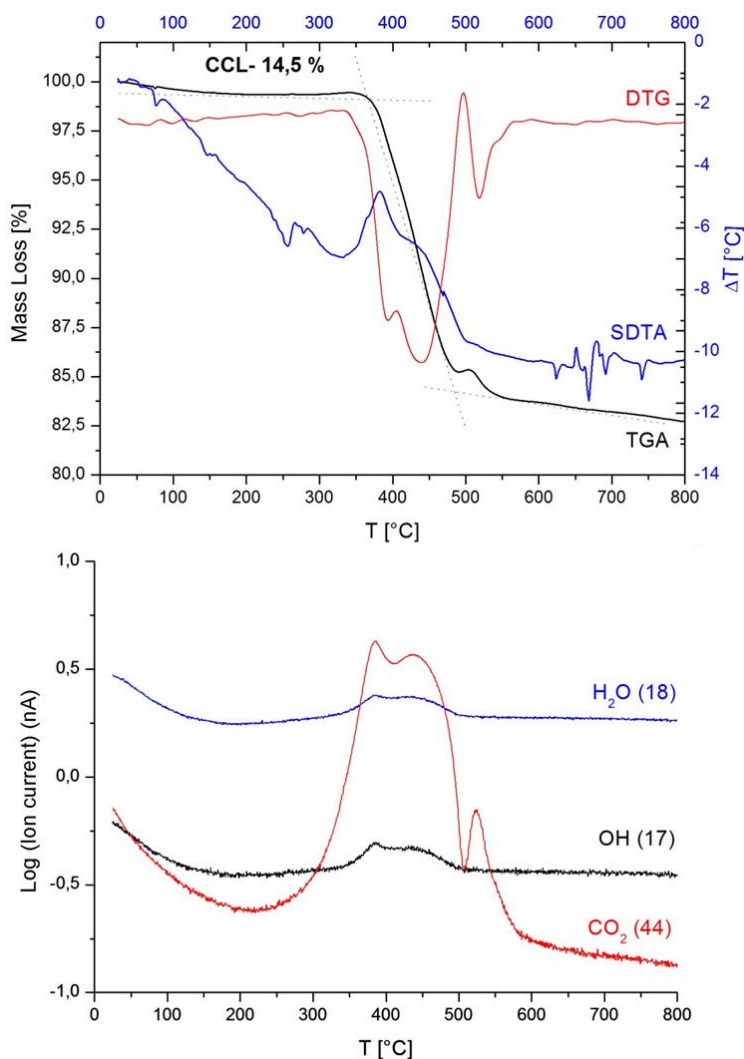 0 100 200 300 400 500 600 700 800
CCL- 14,5 %
DTG
SDTA
TGA
Mass Loss [%]
100,0
97,5
95,0
92,5
90,0
87,5
85,0
82,5
80,0
0
-2
-4
-6
-8
-10
-12
-14
ΔT [°C]
0 100 200 300 400 500 600 700 800
T [°C]
Log (Ion current) (nA)
1,0
0,5
0,0
-0,5
-1,0
H₂O (18)
OH (17)
CO₂ (44)
0 100 200 300 400 500 600 700 800
T [°C]